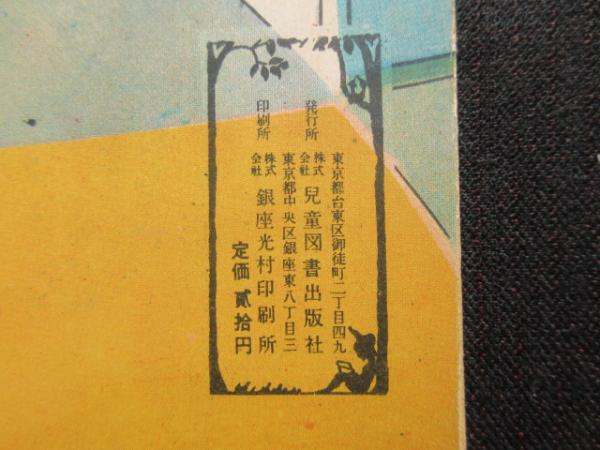 東京都台東区御徒町二丁目四九
発行所 株式会社 兒童図書出版社
東京都中央区銀座東八丁目三
印刷所 株式会社 銀座光村印刷所
定価 貳拾円